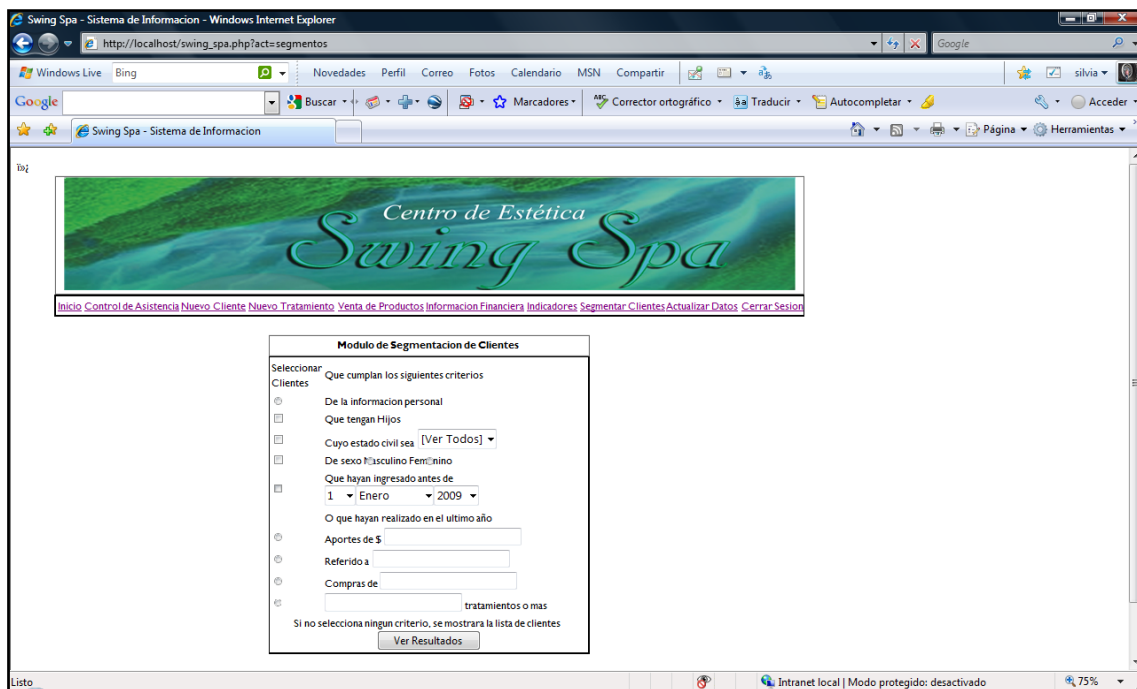 Swing Spa - Sistema de Informacion - Windows Internet Explorer
http://localhost/swing_spa.php?act=segmentos
Google
Windows Live Bing Novedades Perfil Correo Fotos Calendario MSN Compartir silvia
Google Buscar Marcadores Corrector ortográfico Traducir Autocompletar Acceder
Swing Spa - Sistema de Informacion Página Herramientas
ï»¿
Centro de Estética
Swing Spa
Inicio Control de Asistencia Nuevo Cliente Nuevo Tratamiento Venta de Productos Informacion Financiera Indicadores Segmentar Clientes Actualizar Datos Cerrar Sesion
Modulo de Segmentacion de Clientes
Seleccionar Clientes Que cumplan los siguientes criterios
De la informacion personal
Que tengan Hijos
Cuyo estado civil sea [Ver Todos]
De sexo Masculino Femenino
Que hayan ingresado antes de
1 Enero 2009
O que hayan realizado en el ultimo año
Aportes de $
Referido a
Compras de
tratamientos o mas
Si no selecciona ningun criterio, se mostrara la lista de clientes
Ver Resultados
Listo Intranet local | Modo protegido: desactivado 75%